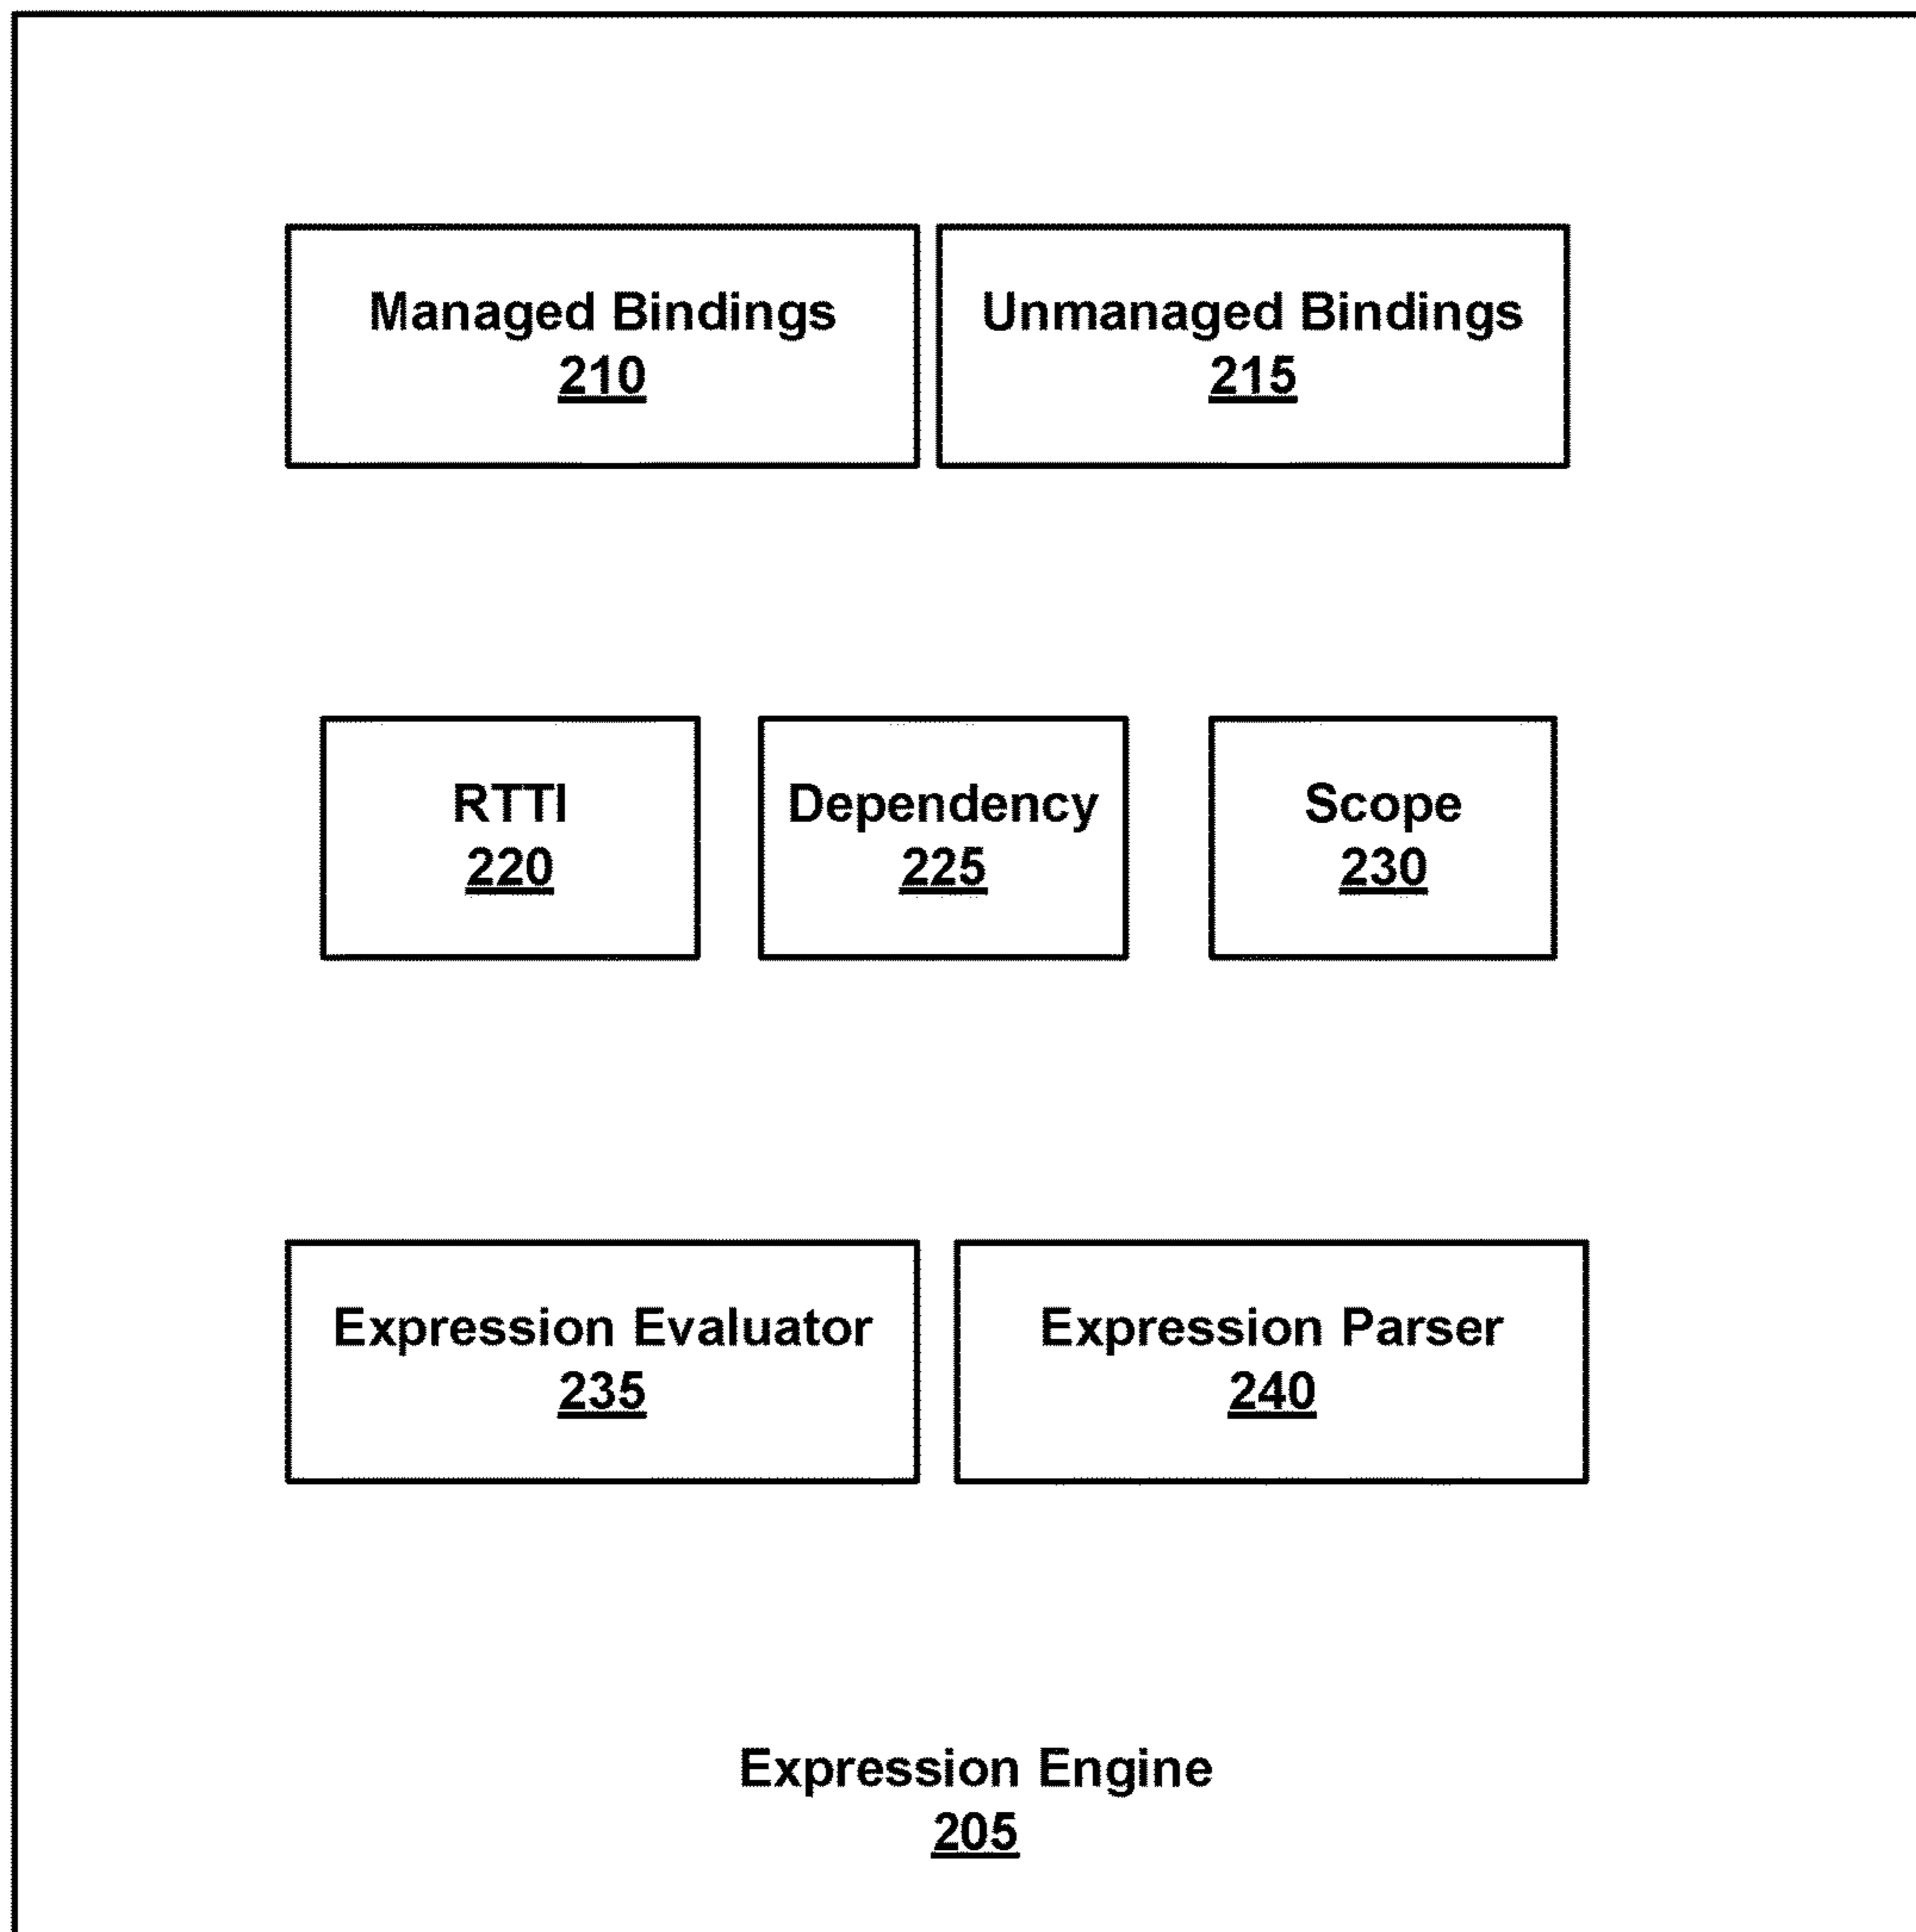 Managed Bindings
210
Unmanaged Bindings
215
RTTI
220
Dependency
225
Scope
230
Expression Evaluator
235
Expression Parser
240
Expression Engine
205